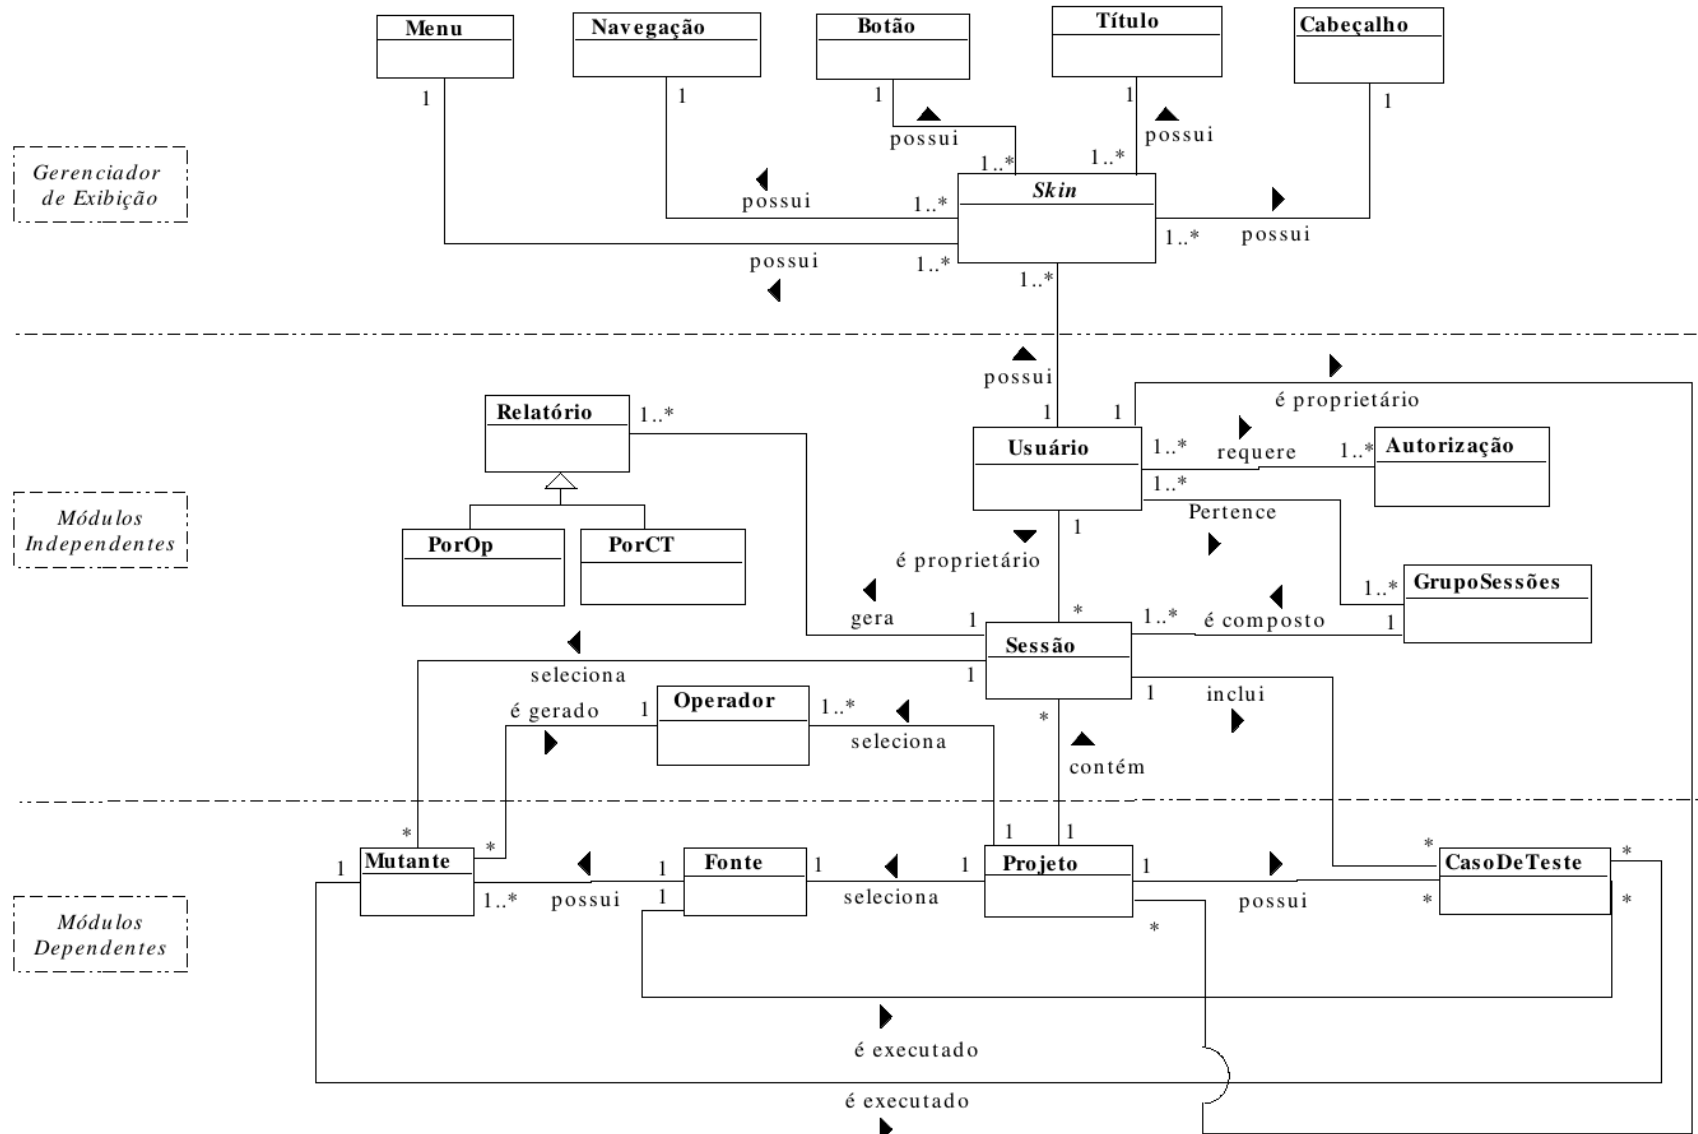 Menu
Navegação
Botão
Título
Cabeçalho
1
1
1
1
1
possui
possui
Gerenciador
de Exibição
1..*
1..*
Skin
possui
1..*
1..*
possui
possui
1..*
1..*
possui
é proprietário
Relatório
1..*
1
1
Usuário
1..*
requere
1..*
Autorização
1..*
Pertence
Módulos
Independentes
1
PorOp
PorCT
é proprietário
1..*
GrupoSessões
gera
1
*
1..*
é composto
1
Sessão
seleciona
1
1
inclui
é gerado
1
Operador
1..*
seleciona
*
contém
*
*
1
1
*
*
1
Mutante
1
Fonte
1
1
Projeto
1
CasoDeTeste
1..*
possui
1
seleciona
possui
*
*
*
Módulos
Dependentes
é executado
é executado